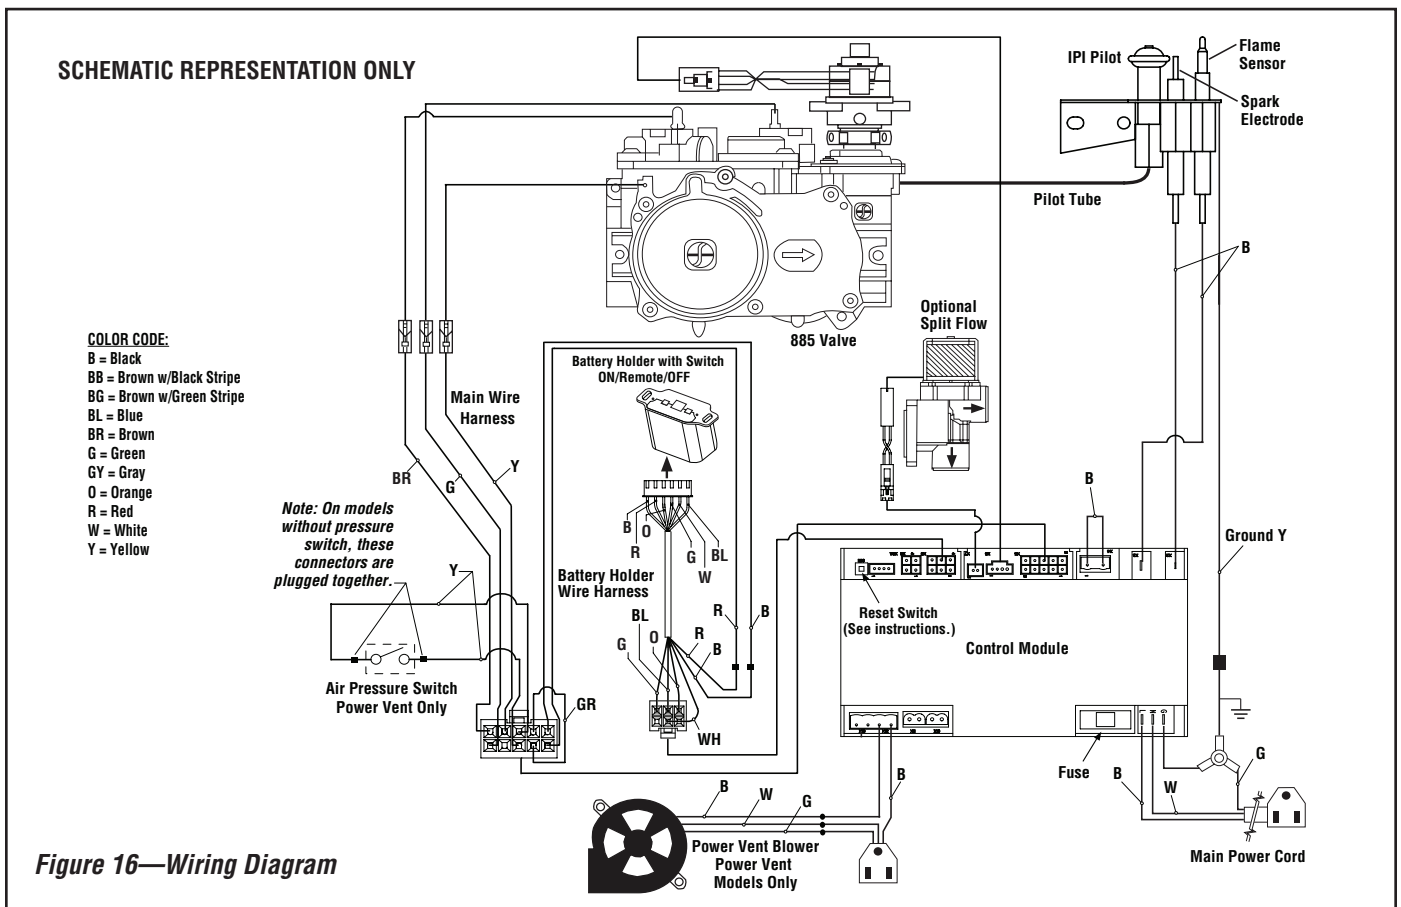 SCHEMATIC REPRESENTATION ONLY
IPI Pilot
Flame
Sensor
Spark
Electrode
Pilot Tube
B
885 Valve
Optional
Split Flow
COLOR CODE:
B = Black
BB = Brown w/Black Stripe
BG = Brown w/Green Stripe
BL = Blue
BR = Brown
G = Green
GY = Gray
O = Orange
R = Red
W = White
Y = Yellow
Main Wire
Harness
BR
G
Y
Battery Holder with Switch
ON/Remote/OFF
Note: On models
without pressure
switch, these
connectors are
plugged together.
Y
B
R
O
G
W
BL
Battery Holder
Wire Harness
BL
G
O
R
B
R
B
WH
GR
Air Pressure Switch
Power Vent Only
B
Ground Y
Reset Switch
(See instructions.)
Control Module
Fuse
L
N
G
B
W
G
Main Power Cord
B
B
W
G
Power Vent Blower
Power Vent
Models Only
Figure 16—Wiring Diagram